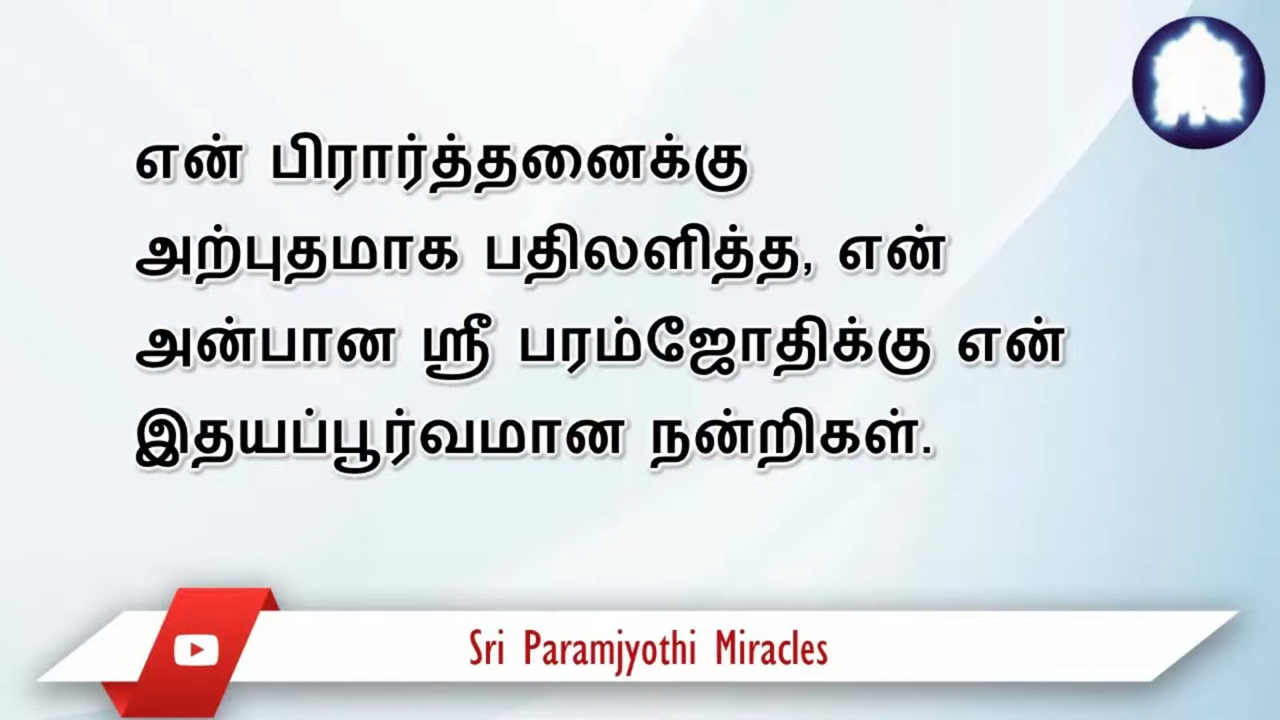 என் பிரார்த்தனைக்கு
அற்புதமாக பதிலளித்த, என்
அன்பான ஸ்ரீ பரம்ஜோதிக்கு என்
இதயப்பூர்வமான நன்றிகள்.
Sri Paramjyothi Miracles